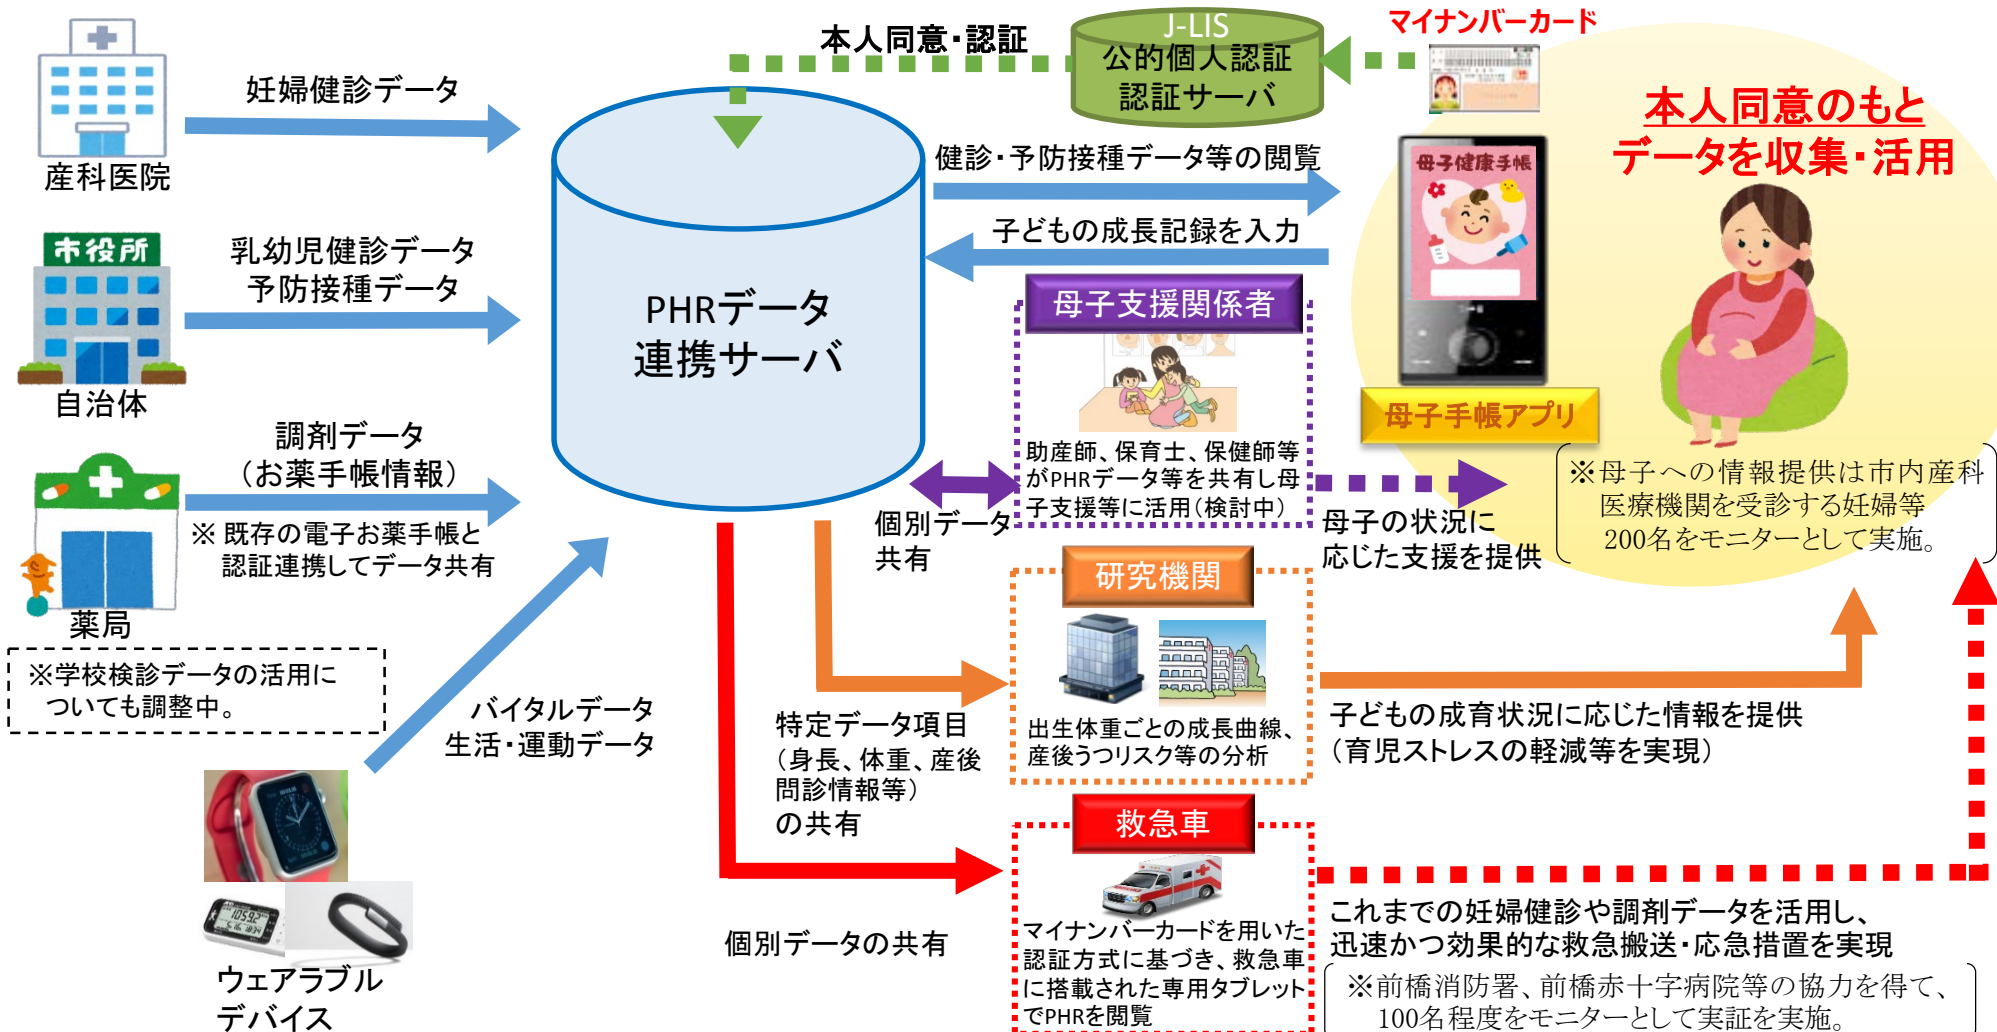 本人同意・認証
J-LIS
公的個人認証
認証サーバ
マイナンバーカード
産科医院
妊婦健診データ
市役所
自治体
乳幼児健診データ
予防接種データ
調剤データ
（お薬手帳情報）
※ 既存の電子お薬手帳と
認証連携してデータ共有
薬局
※学校検診データの活用に
ついても調整中。
バイタルデータ
生活・運動データ
ウェアラブル
デバイス
PHRデータ
連携サーバ
健診・予防接種データ等の閲覧
子どもの成長記録を入力
母子健康手帳
母子手帳アプリ
本人同意のもと
データを収集・活用
※母子への情報提供は市内産科
医療機関を受診する妊婦等
200名をモニターとして実施。
母子支援関係者
助産師、保育士、保健師等
がPHRデータ等を共有し母
子支援等に活用（検討中）
個別データ
共有
母子の状況に
応じた支援を提供
研究機関
出生体重ごとの成長曲線、
産後うつリスク等の分析
特定データ項目
（身長、体重、産後
問診情報等）
の共有
子どもの成育状況に応じた情報を提供
（育児ストレスの軽減等を実現）
救急車
マイナンバーカードを用いた
認証方式に基づき、救急車
に搭載された専用タブレット
でPHRを閲覧
個別データの共有
これまでの妊婦健診や調剤データを活用し、
迅速かつ効果的な救急搬送・応急措置を実現
※前橋消防署、前橋赤十字病院等の協力を得て、
100名程度をモニターとして実証を実施。